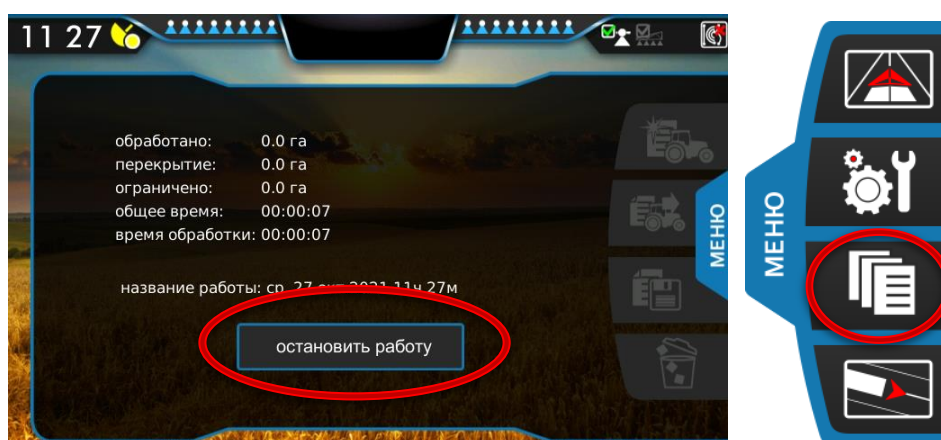 11 27
обработано: 0.0 га
перекрытие: 0.0 га
ограничено: 0.0 га
общее время: 00:00:07
время обработки: 00:00:07
название работы: ср 27 окт 2021 11ч 27м
остановить работу
МЕНЮ
МЕНЮ